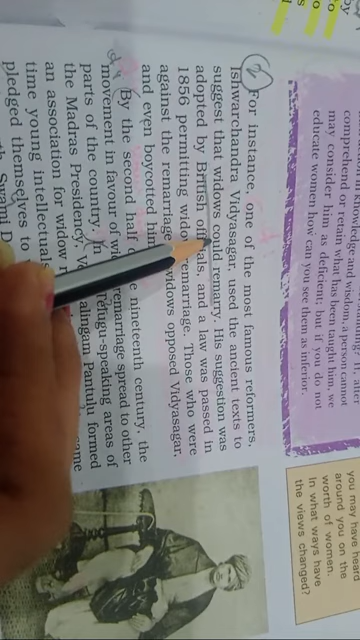 knowledge and wisdom, a person cannot
comprehend or retain what has been taught him, we
may consider him as deficient; but if you do not
educate women how can you see them as inferior.
you may have heard
around you on the
worth of women.
In what ways have
the views changed?
2
For instance, one of the most famous reformers,
Ishwarchandra Vidyasagar, used the ancient texts to
suggest that widows could remarry. His suggestion was
adopted by British officials, and a law was passed in
1856 permitting widow remarriage. Those who were
against the remarriage widows opposed Vidyasagar,
and even boycotted him
By the second half nineteenth century, the
movement in favour of remarriage spread to other
parts of the country. In Telugu-speaking areas of
the Madras Presidency, alingam Pantulu formed
an association for widow
time young intellectuals
pledged themselves to